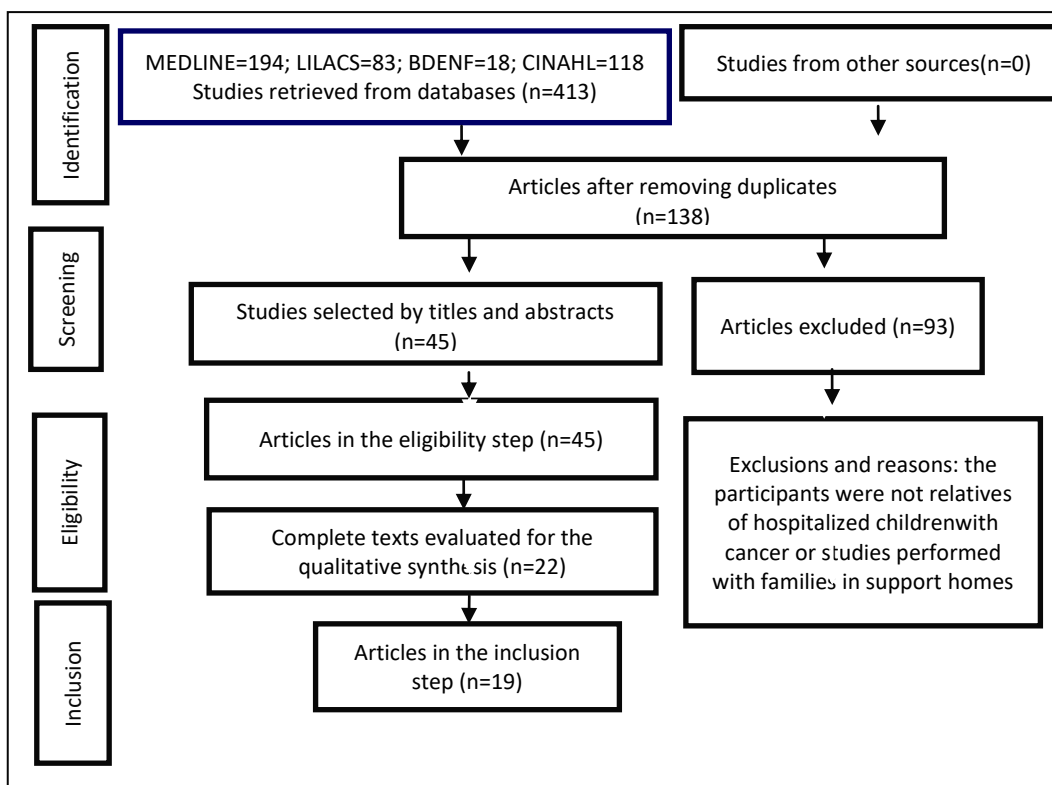 Identification
MEDLINE=194; LILACS=83; BDENF=18; CINAHL=118
Studies retrieved from databases (n=413)
Studies from other sources(n=0)
Articles after removing duplicates
(n=138)
Screening
Studies selected by titles and abstracts
(n=45)
Articles excluded (n=93)
Eligibility
Articles in the eligibility step (n=45)
Complete texts evaluated for the
qualitative synthesis (n=22)
Exclusions and reasons: the
participants were not relatives
of hospitalized childrenwith
cancer or studies performed
with families in support homes
Inclusion
Articles in the inclusion
step (n=19)